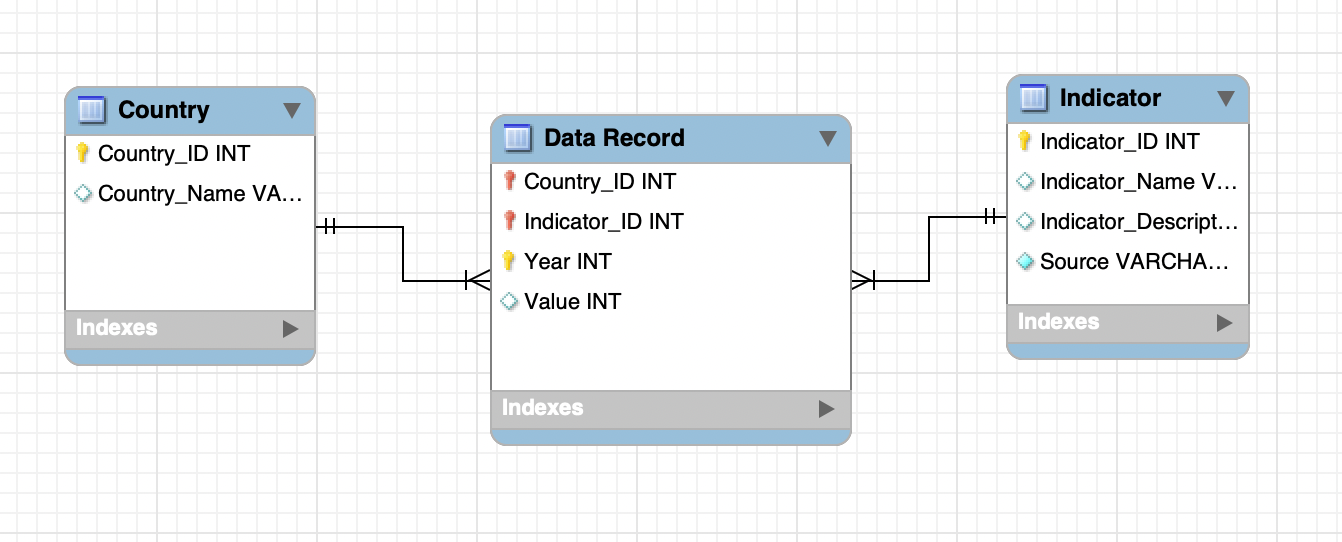 Country
Country_ID INT
Country_Name VA...
Indexes
Data Record
Country_ID INT
Indicator_ID INT
Year INT
Value INT
Indexes
Indicator
Indicator_ID INT
Indicator_Name V...
Indicator_Descript...
Source VARCHA...
Indexes